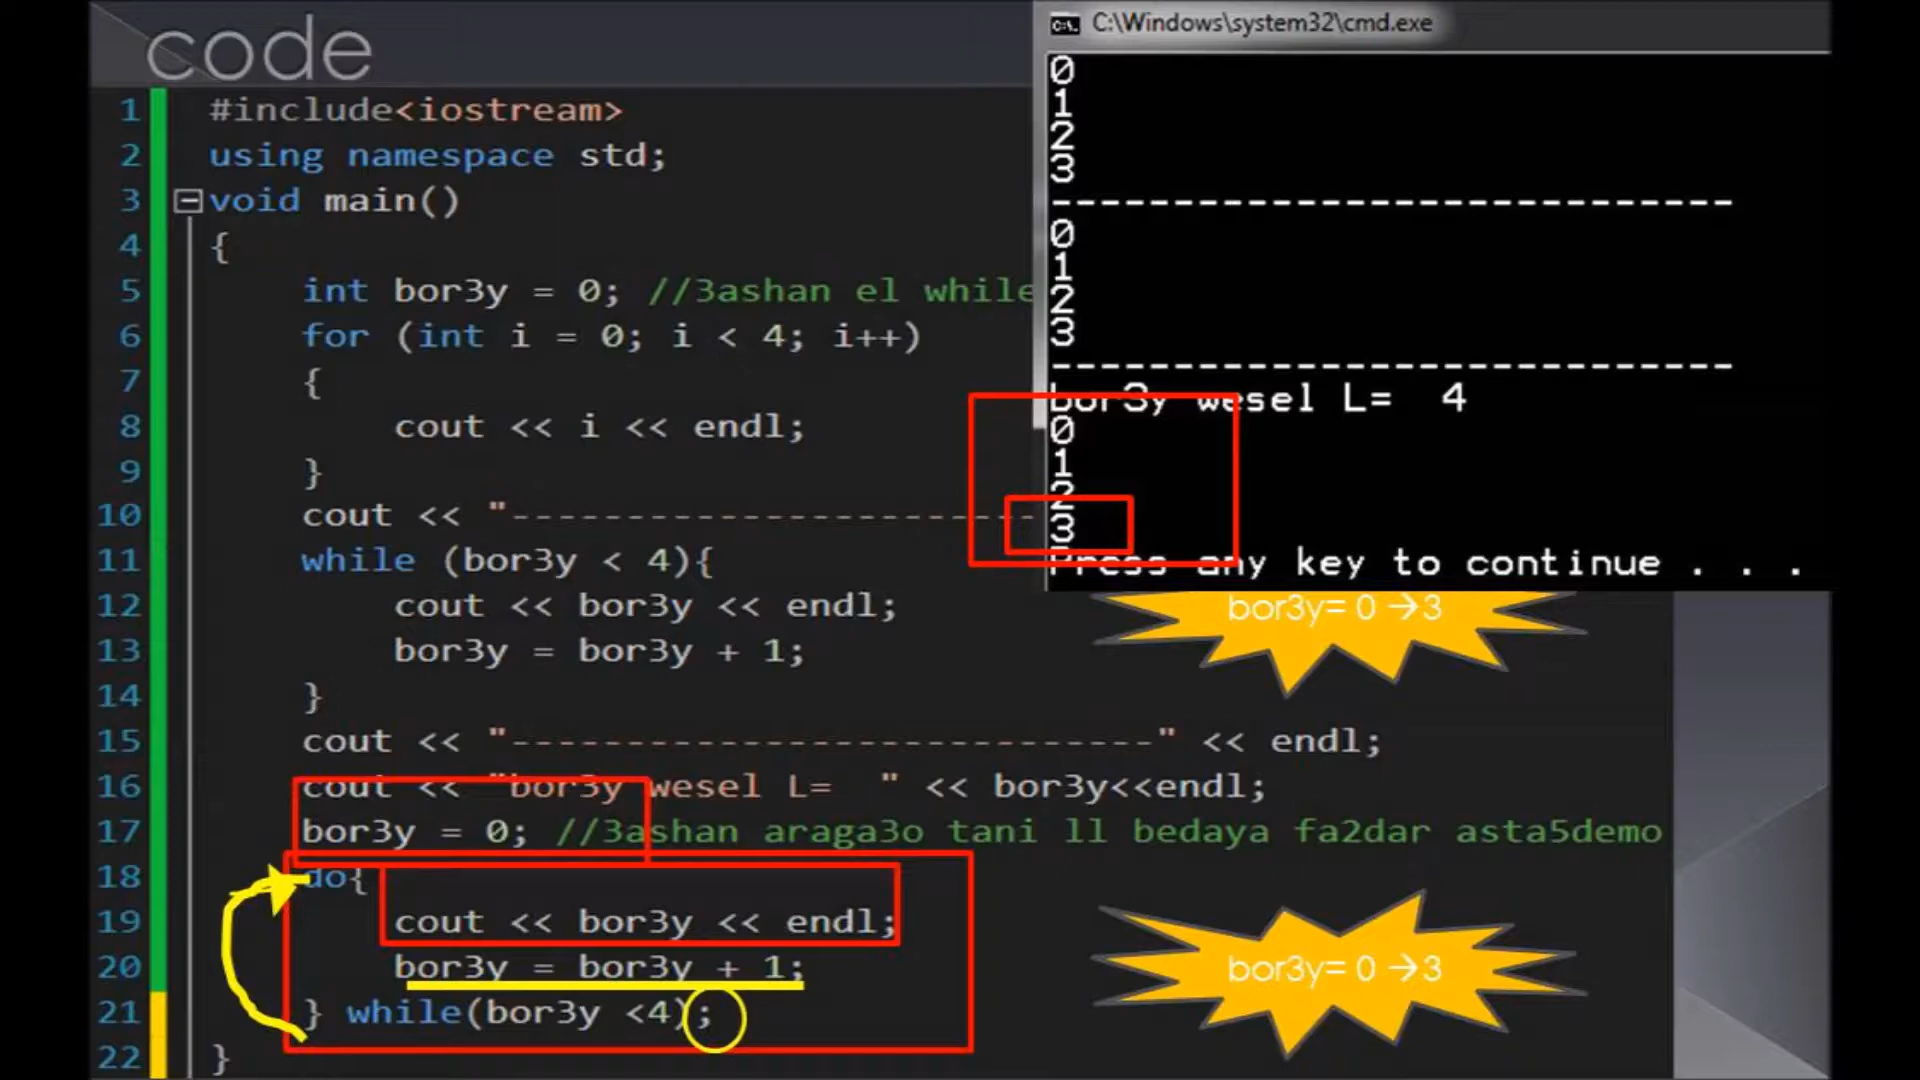 code
1 #include<iostream>
2 using namespace std;
3 void main()
4 {
5 int bor3y = 0; //3ashan el while
6 for (int i = 0; i < 4; i++)
7 {
8 cout << i << endl;
9 }
10 cout << "-----------------------
11 while (bor3y < 4){
12 cout << bor3y << endl;
13 bor3y = bor3y + 1;
14 }
15 cout << "----------------------------" << endl;
16 cout << "bor3y wesel L=  " << bor3y<<endl;
17 bor3y = 0; //3ashan araga3o tani ll bedaya fa2dar asta5demo
18 do{
19 cout << bor3y << endl;
20 bor3y = bor3y + 1;
21 } while(bor3y <4);
22 }
C:\Windows\system32\cmd.exe
0
1
2
3
----------------------------
0
1
2
3
----------------------------
bor3y wesel L=  4
0
1
2
3
Press any key to continue . . .
bor3y= 0 →3
bor3y= 0 →3